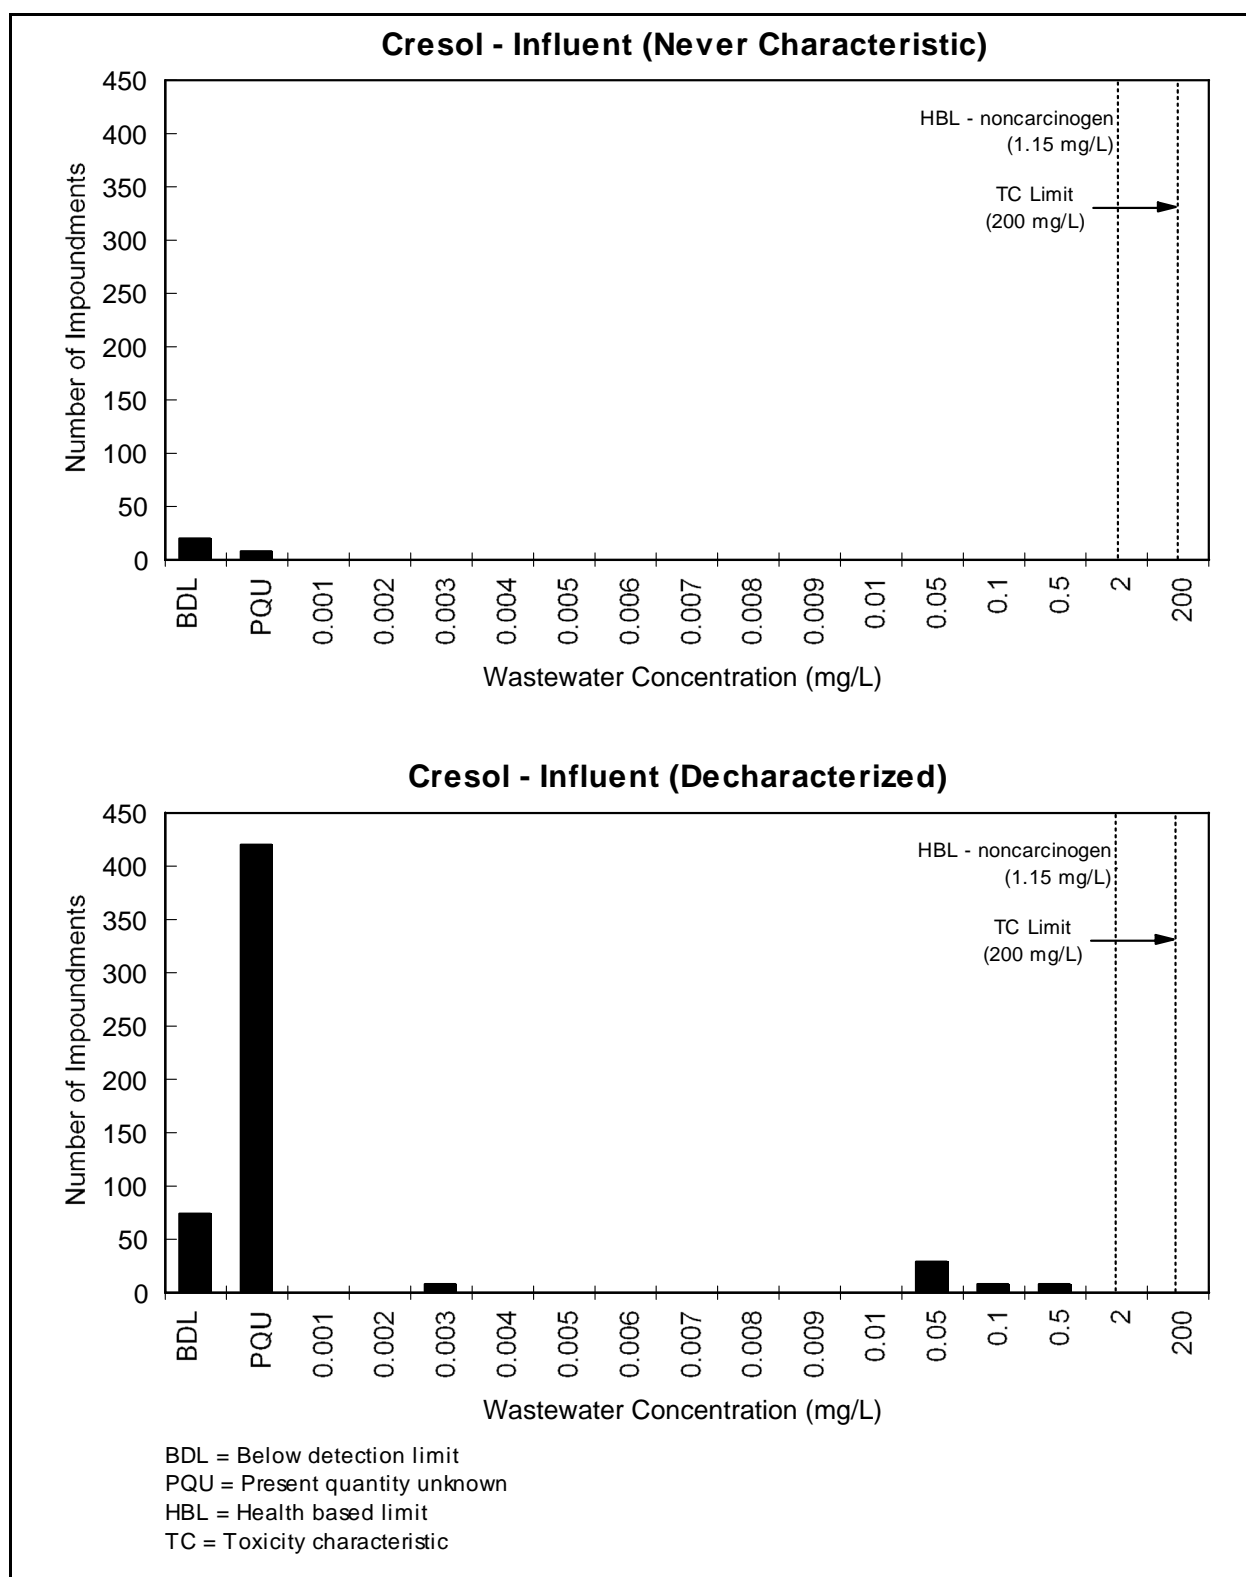 Cresol - Influent (Never Characteristic)
450
400
350
300
250
200
150
100
50
0
Number of Impoundments
HBL - noncarcinogen
(1.15 mg/L)
TC Limit
(200 mg/L)
BDL
PQU
0.001
0.002
0.003
0.004
0.005
0.006
0.007
0.008
0.009
0.01
0.05
0.1
0.5
2
200
Wastewater Concentration (mg/L)
Cresol - Influent (Decharacterized)
450
400
350
300
250
200
150
100
50
0
Number of Impoundments
HBL - noncarcinogen
(1.15 mg/L)
TC Limit
(200 mg/L)
BDL
PQU
0.001
0.002
0.003
0.004
0.005
0.006
0.007
0.008
0.009
0.01
0.05
0.1
0.5
2
200
Wastewater Concentration (mg/L)
BDL = Below detection limit
PQU = Present quantity unknown
HBL = Health based limit
TC = Toxicity characteristic